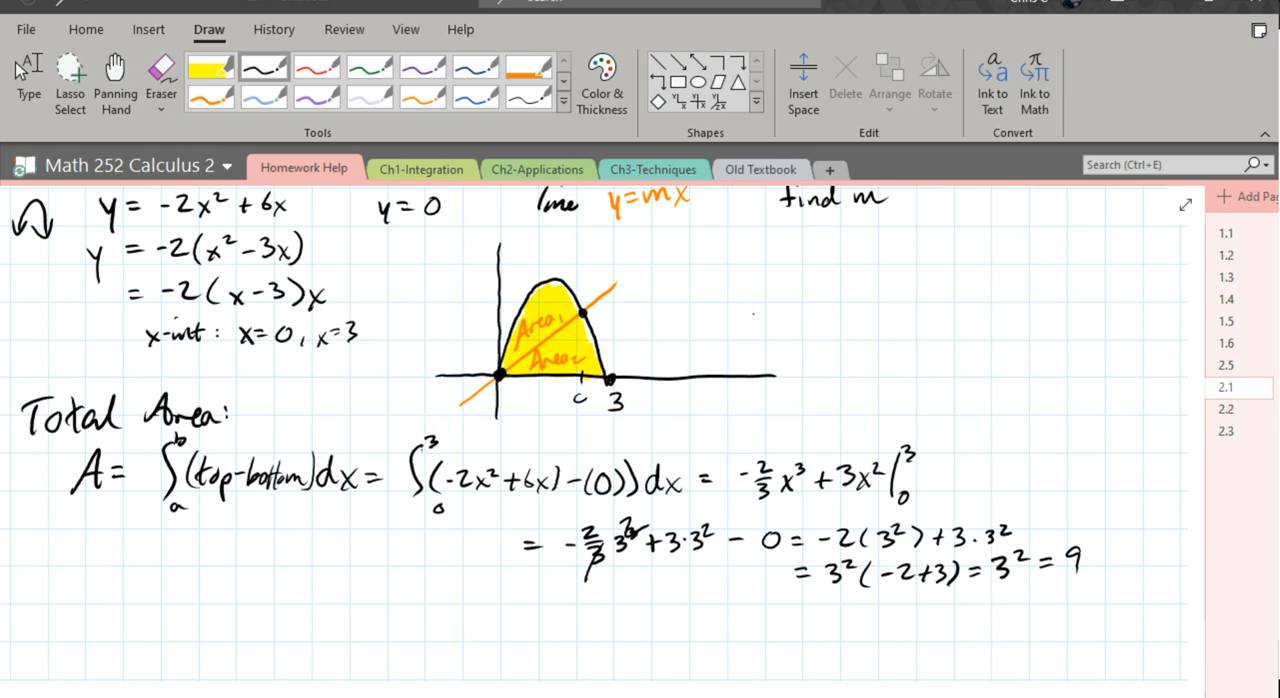 File Home Insert Draw History View Help
Type
Lasso Select
Panning Hand
Eraser
Color & Thickness
Insert Space
Delete
Arrange
Rotate
Ink to Text
Ink to Math
Tools
Shapes
Edit
Convert
Math 252 Calculus 2
Homework Help
Ch1-Integration
Ch2-Applications
Ch3-Techniques
Old Textbook
+
Search (Ctrl+E)
+ Add Pag
1.1
1.2
1.3
1.4
1.5
1.6
2.5
2.1
2.2
2.3
y = -2x² + 6x y = 0 line y=mx find m
y = -2(x² - 3x)
= -2(x-3)x
x-int: x=0, x=3
Area₁
Area₂
c 3
Total Area:
A = ∫ₐᵇ (top-bottom)dx = ∫₀³ (-2x²+6x)-(0))dx = -2/3 x³ + 3x² |₀³
= -2/3 3³ + 3·3² - 0 = -2(3²) + 3·3²
= 3²(-2+3) = 3² = 9